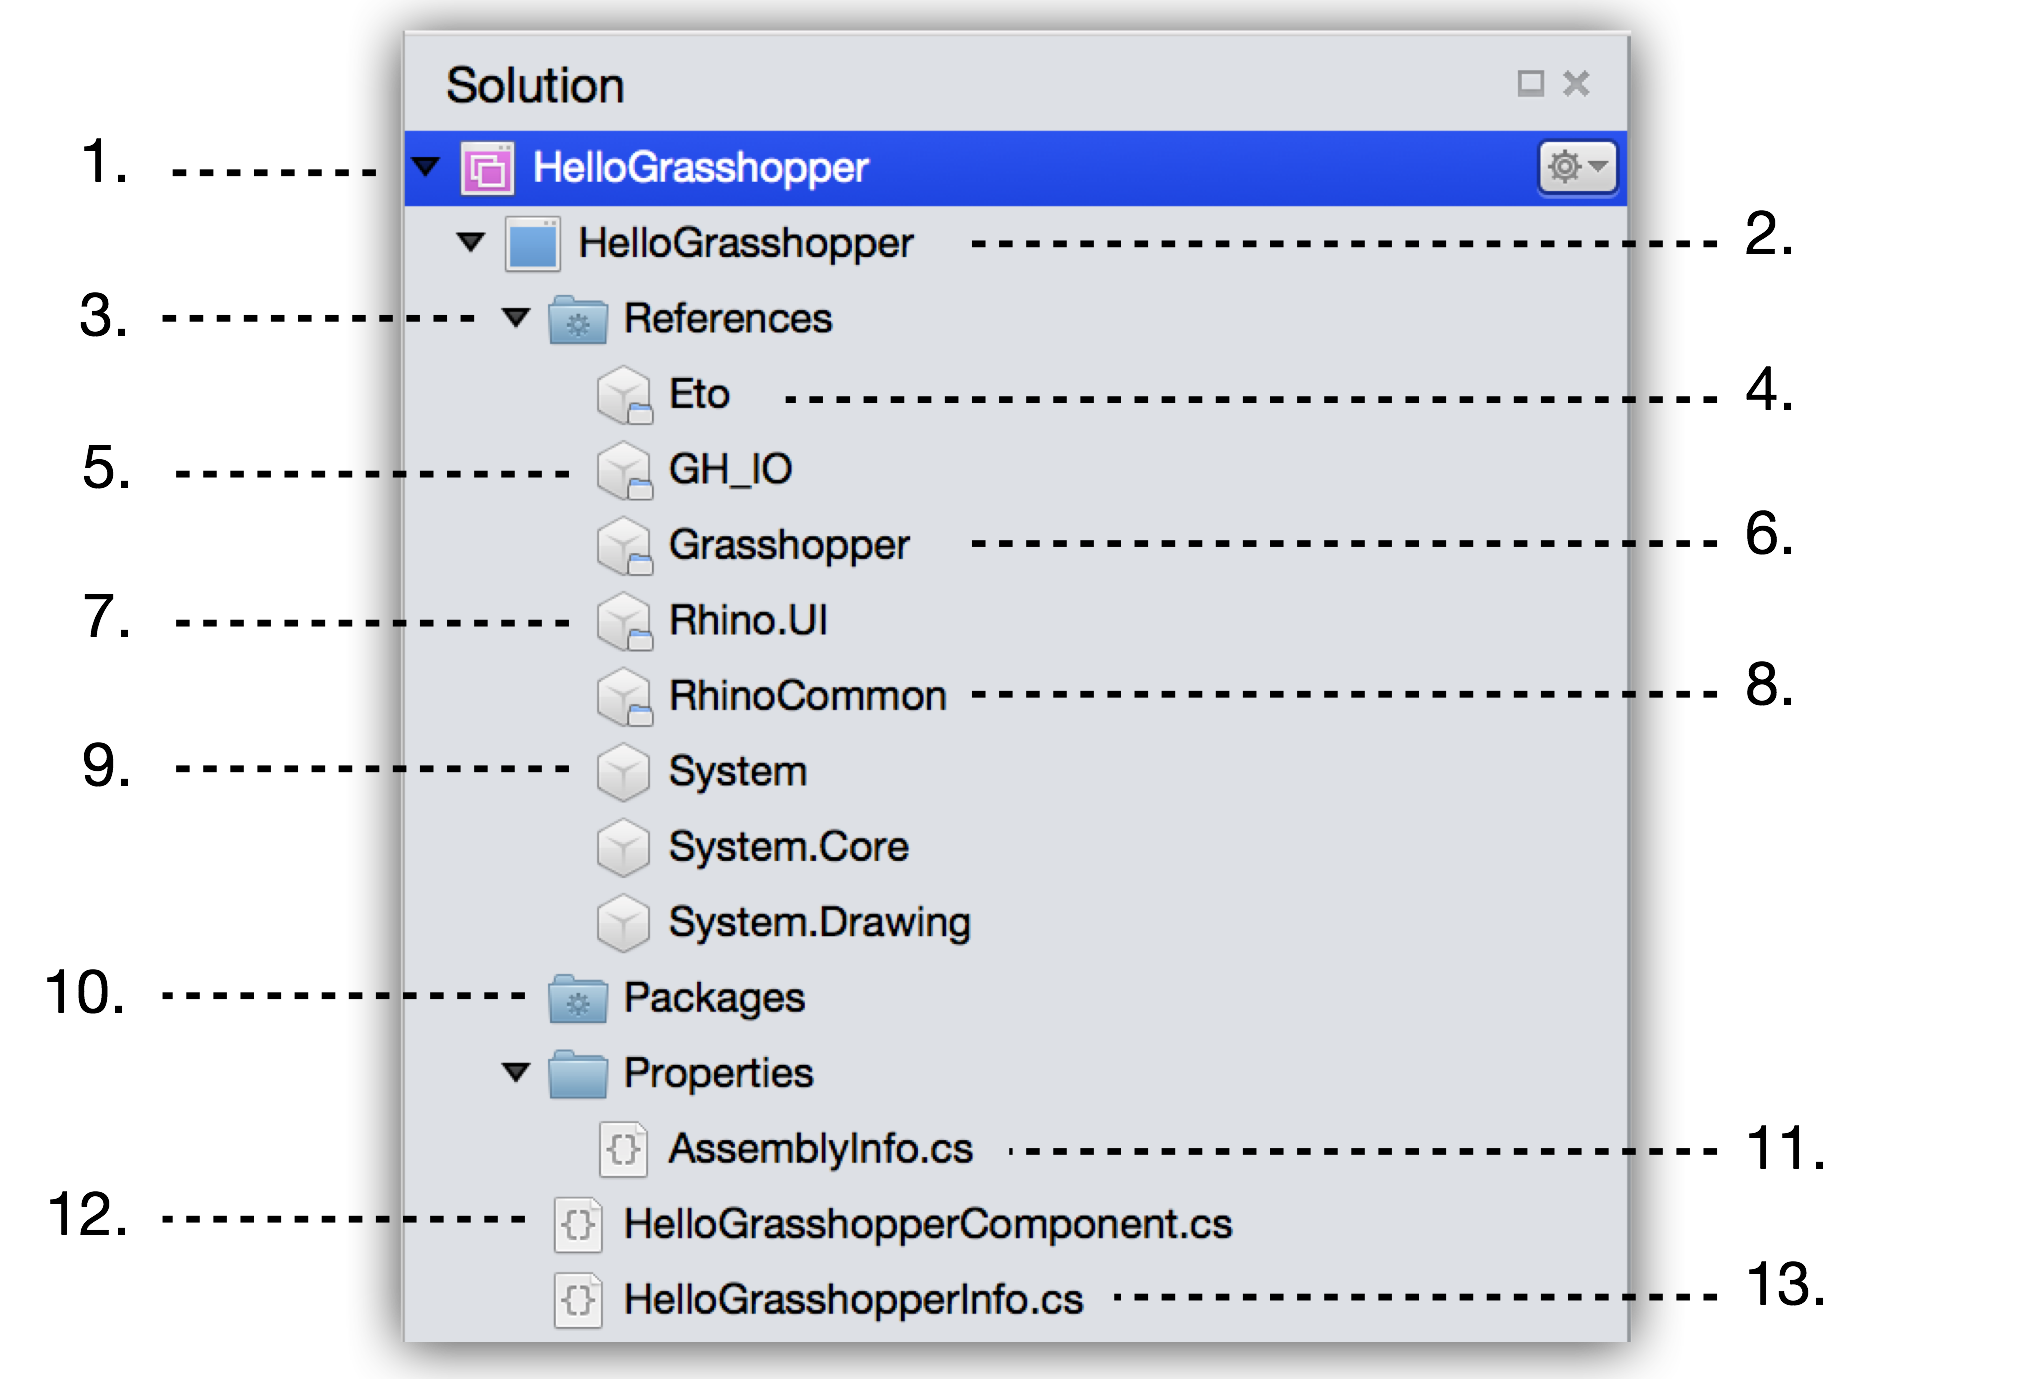 Solution
1. HelloGrasshopper
HelloGrasshopper 2.
3. References
Eto 4.
5. GH_IO
Grasshopper 6.
7. Rhino.UI
RhinoCommon 8.
9. System
System.Core
System.Drawing
10. Packages
Properties
AssemblyInfo.cs 11.
12. HelloGrasshopperComponent.cs
HelloGrasshopperInfo.cs 13.